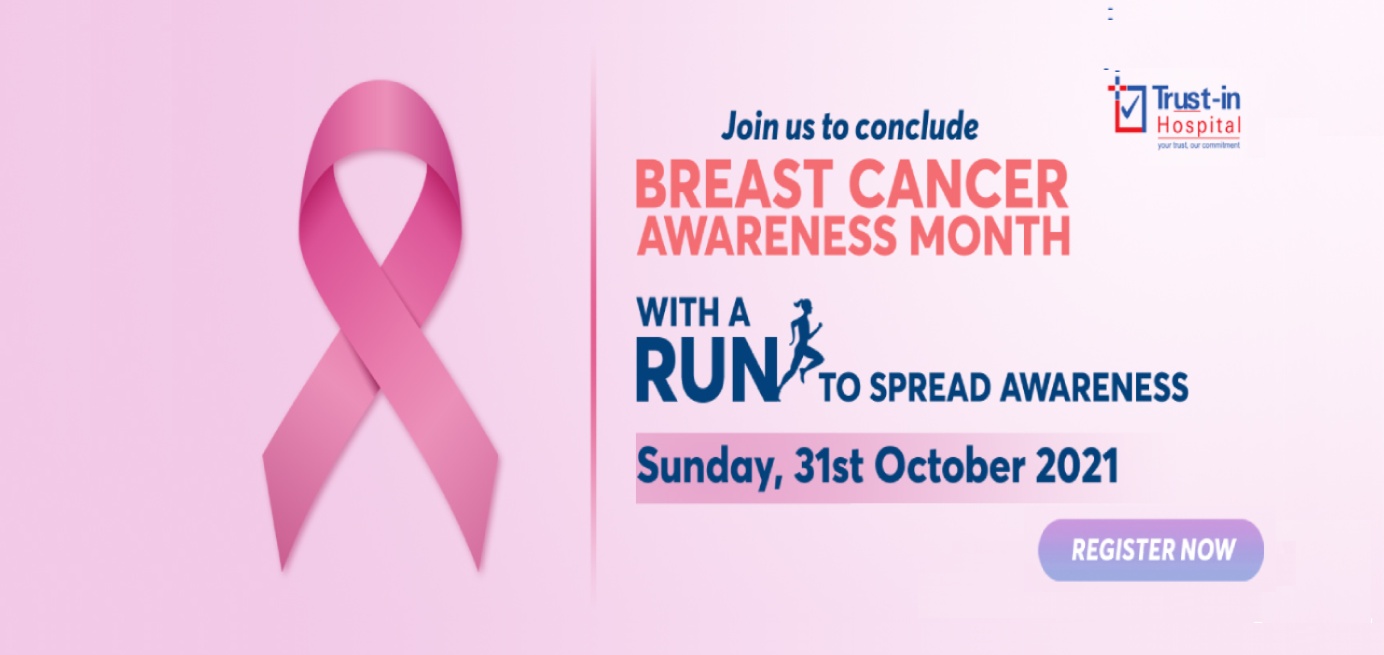 Trust-in
Hospital
your trust, our commitment
Join us to conclude
BREAST CANCER
AWARENESS MONTH
WITH A
RUN TO SPREAD AWARENESS
Sunday, 31st October 2021
REGISTER NOW